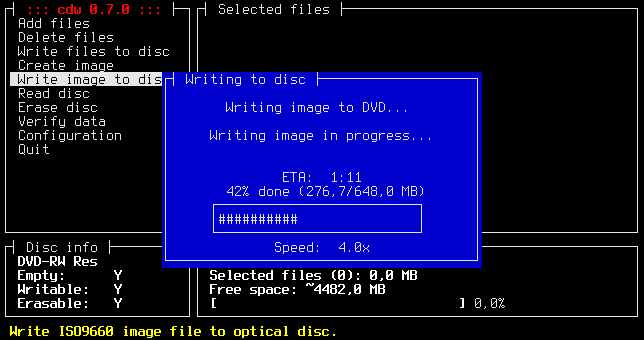 ::: cdw 0.7.0 :::
Selected files
Add files
Delete files
Write files to disc
Create image
Write image to dis
Read disc
Erase disc
Verify data
Configuration
Quit
Writing to disc
Writing image to DVD...
Writing image in progress...
ETA:  1:11
42% done (276,7/648,0 MB)
##########
Speed:  4.0x
Disc info
DVD-RW Res
Empty:      Y
Writable:   Y
Erasable:   Y
Selected files (0): 0,0 MB
Free space: ~4482,0 MB
[                              ] 0,0%
Write ISO9660 image file to optical disc.